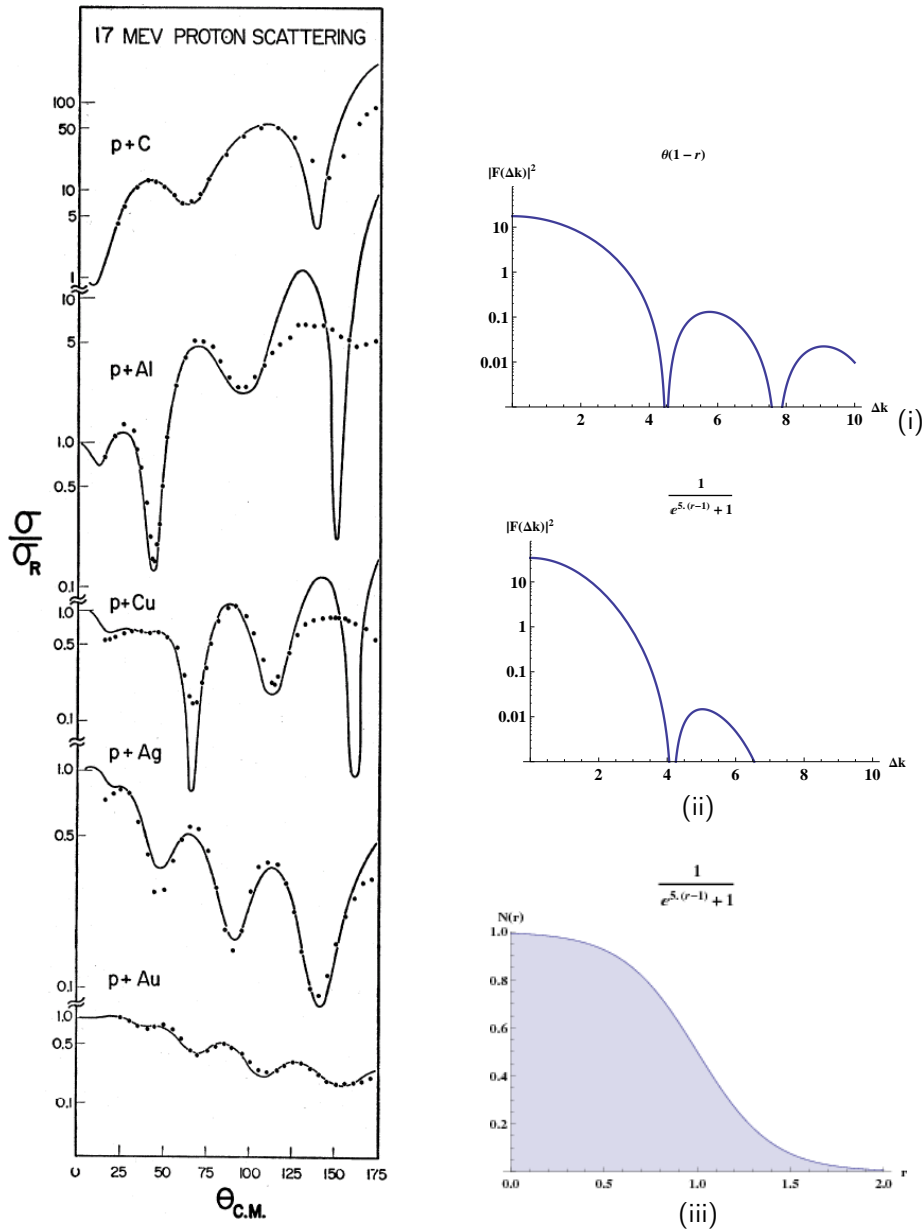 17 MEV PROTON SCATTERING
100
50
p+C
10
5
1
10
p+Al
5
1.0
0.5
0.1
p+Cu
1.0
0.5
0.1
p+Ag
1.0
0.5
p+Au
0.1
1.0
0.5
0.1
σ/σR
0 25 50 75 100 125 150 175
θC.M.
θ(1 − r)
|F(Δk)|²
10
1
0.1
0.01
2 4 6 8 10 Δk
(i)
1/(e^5.(r−1) + 1)
|F(Δk)|²
10
1
0.1
0.01
2 4 6 8 10 Δk
(ii)
1/(e^5.(r−1) + 1)
N(r)
1.0
0.8
0.6
0.4
0.2
0.0 0.5 1.0 1.5 2.0 r
(iii)